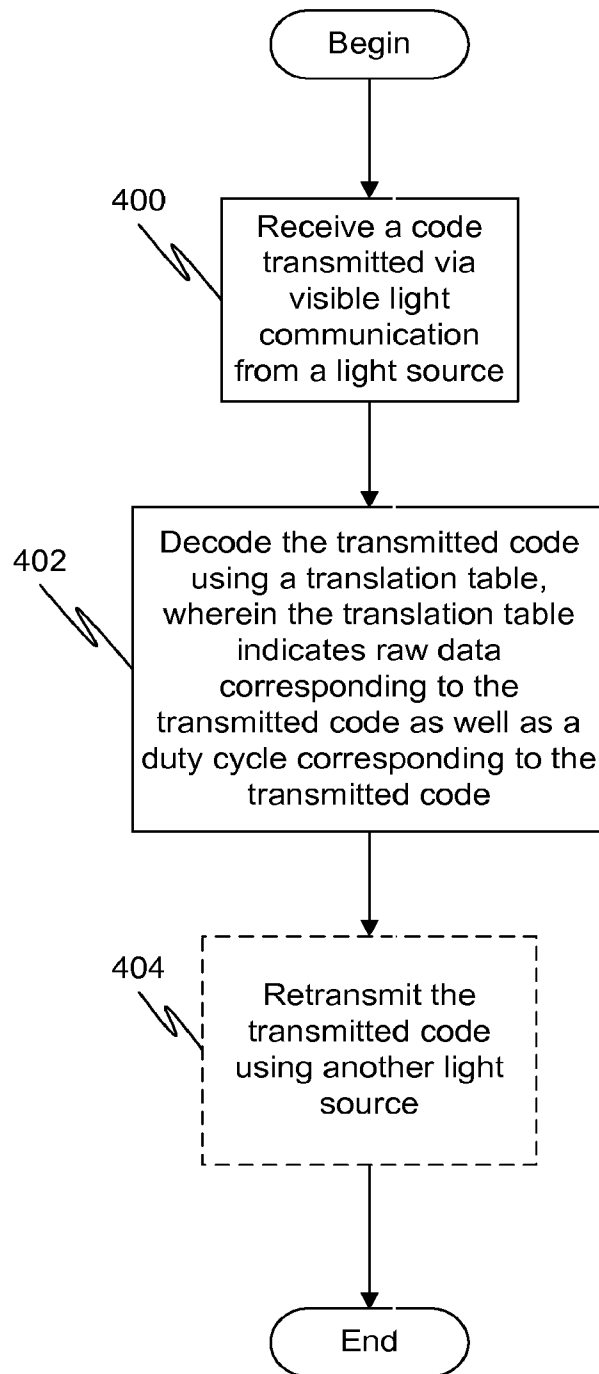 Begin
400
Receive a code
transmitted via
visible light
communication
from a light source
402
Decode the transmitted code
using a translation table,
wherein the translation table
indicates raw data
corresponding to the
transmitted code as well as a
duty cycle corresponding to the
transmitted code
404
Retransmit the
transmitted code
using another light
source
End